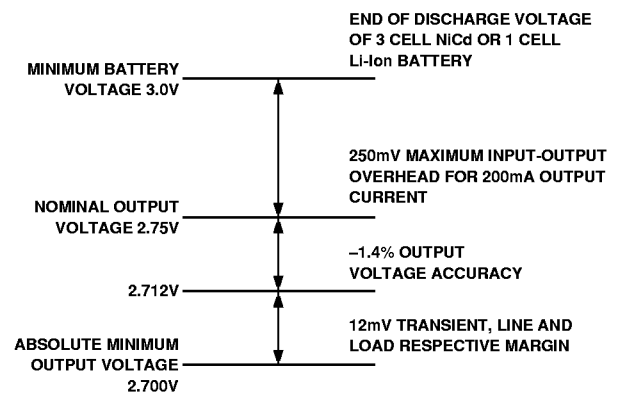 END OF DISCHARGE VOLTAGE
OF 3 CELL NiCd OR 1 CELL
Li-Ion BATTERY
MINIMUM BATTERY
VOLTAGE 3.0V
250mV MAXIMUM INPUT-OUTPUT
OVERHEAD FOR 200mA OUTPUT
CURRENT
NOMINAL OUTPUT
VOLTAGE 2.75V
–1.4% OUTPUT
VOLTAGE ACCURACY
2.712V
12mV TRANSIENT, LINE AND
LOAD RESPECTIVE MARGIN
ABSOLUTE MINIMUM
OUTPUT VOLTAGE
2.700V